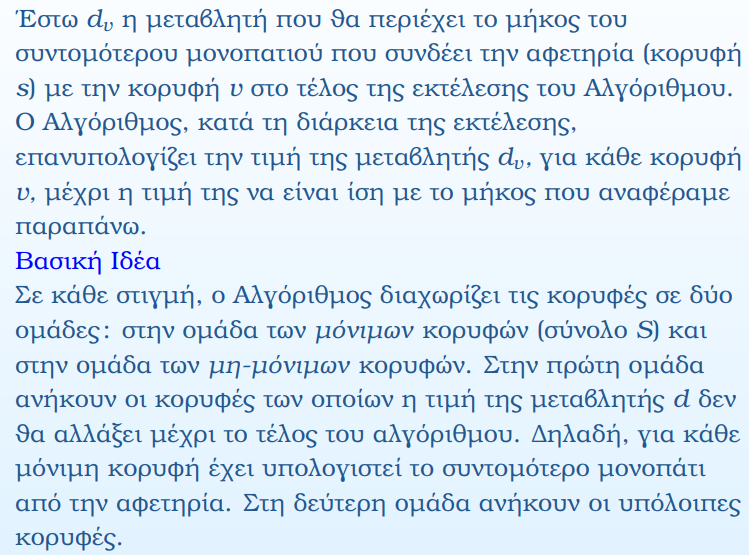 Έστω dᵥ η μεταβλητή που θα περιέχει το μήκος του
συντομότερου μονοπατιού που συνδέει την αφετηρία (κορυφή
s) με την κορυφή v στο τέλος της εκτέλεσης του Αλγόριθμου.
Ο Αλγόριθμος, κατά τη διάρκεια της εκτέλεσης,
επανυπολογίζει την τιμή της μεταβλητής dᵥ, για κάθε κορυφή
v, μέχρι η τιμή της να είναι ίση με το μήκος που αναφέραμε
παραπάνω.
Βασική Ιδέα
Σε κάθε στιγμή, ο Αλγόριθμος διαχωρίζει τις κορυφές σε δύο
ομάδες: στην ομάδα των μόνιμων κορυφών (σύνολο S) και
στην ομάδα των μη-μόνιμων κορυφών. Στην πρώτη ομάδα
ανήκουν οι κορυφές των οποίων η τιμή της μεταβλητής d δεν
θα αλλάξει μέχρι το τέλος του αλγόριθμου. Δηλαδή, για κάθε
μόνιμη κορυφή έχει υπολογιστεί το συντομότερο μονοπάτι
από την αφετηρία. Στη δεύτερη ομάδα ανήκουν οι υπόλοιπες
κορυφές.